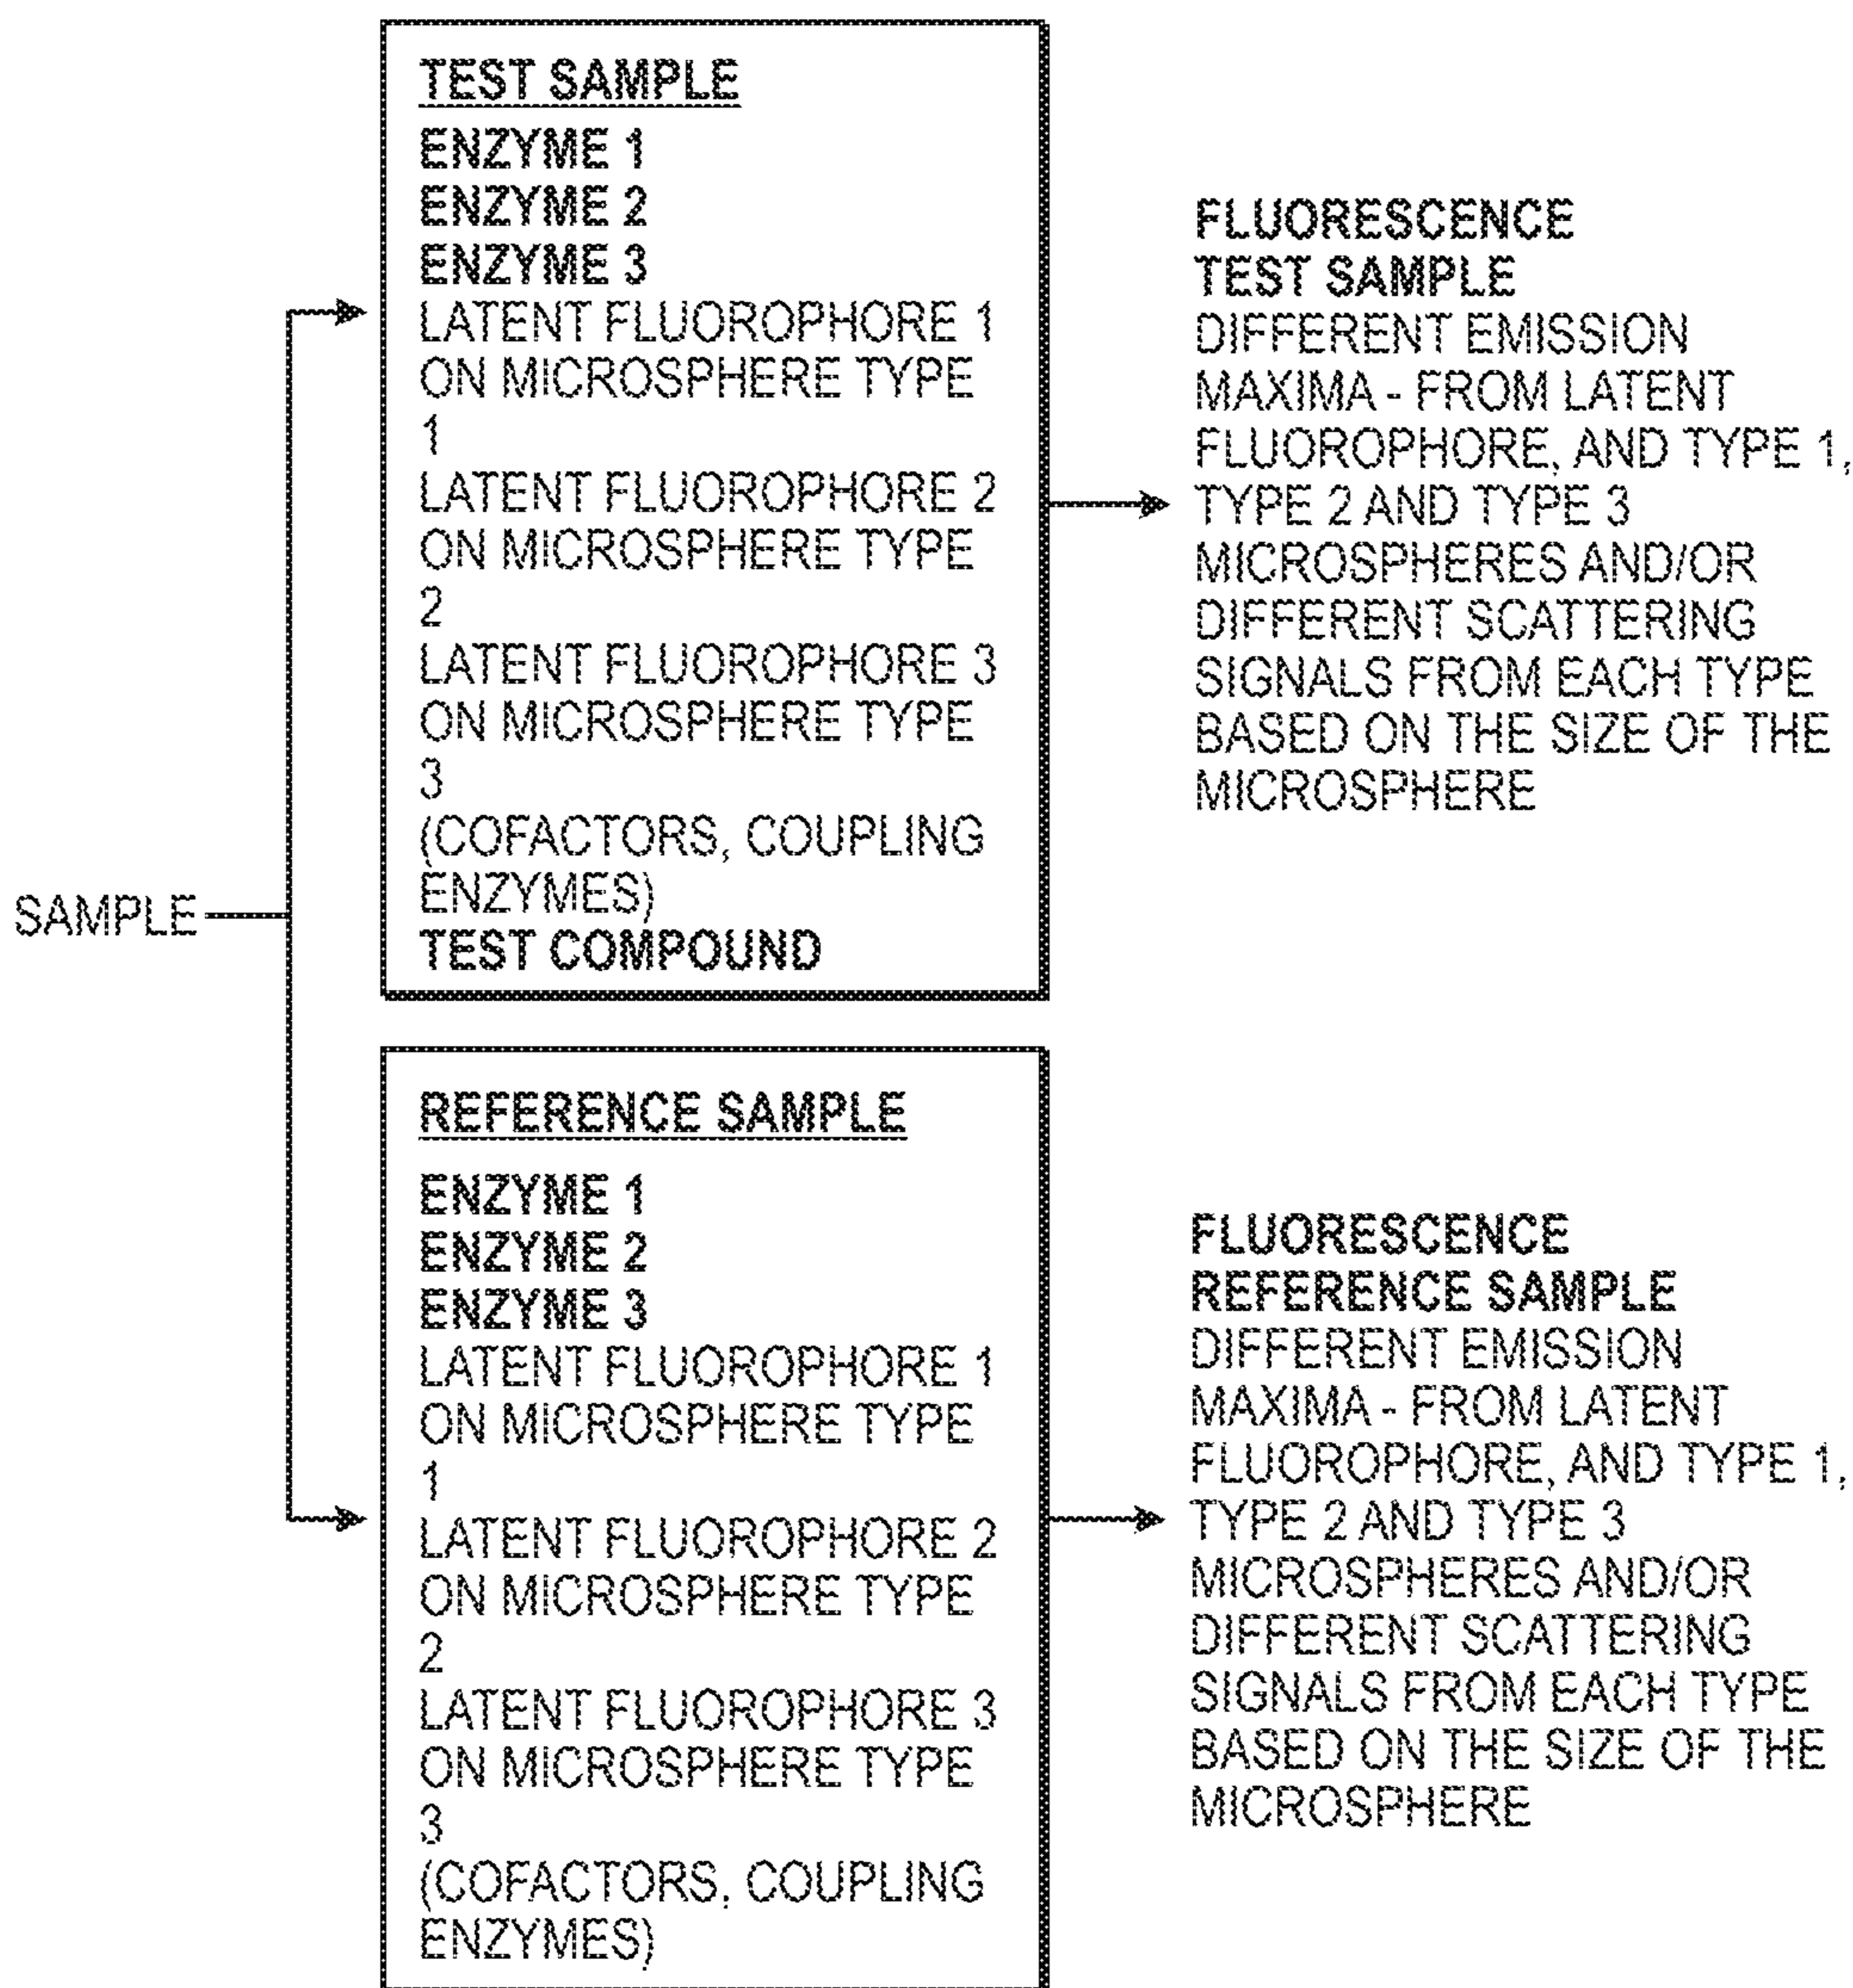 SAMPLE
TEST SAMPLE
ENZYME 1
ENZYME 2
ENZYME 3
LATENT FLUOROPHORE 1
ON MICROSPHERE TYPE
1
LATENT FLUOROPHORE 2
ON MICROSPHERE TYPE
2
LATENT FLUOROPHORE 3
ON MICROSPHERE TYPE
3
(COFACTORS, COUPLING
ENZYMES)
TEST COMPOUND
FLUORESCENCE
TEST SAMPLE
DIFFERENT EMISSION
MAXIMA - FROM LATENT
FLUOROPHORE, AND TYPE 1,
TYPE 2 AND TYPE 3
MICROSPHERES AND/OR
DIFFERENT SCATTERING
SIGNALS FROM EACH TYPE
BASED ON THE SIZE OF THE
MICROSPHERE
REFERENCE SAMPLE
ENZYME 1
ENZYME 2
ENZYME 3
LATENT FLUOROPHORE 1
ON MICROSPHERE TYPE
1
LATENT FLUOROPHORE 2
ON MICROSPHERE TYPE
2
LATENT FLUOROPHORE 3
ON MICROSPHERE TYPE
3
(COFACTORS, COUPLING
ENZYMES)
FLUORESCENCE
REFERENCE SAMPLE
DIFFERENT EMISSION
MAXIMA - FROM LATENT
FLUOROPHORE, AND TYPE 1,
TYPE 2 AND TYPE 3
MICROSPHERES AND/OR
DIFFERENT SCATTERING
SIGNALS FROM EACH TYPE
BASED ON THE SIZE OF THE
MICROSPHERE